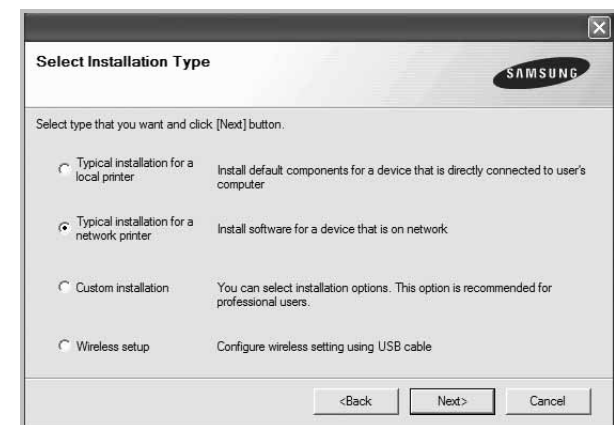 Select Installation Type
SAMSUNG
Select type that you want and click [Next] button.
Typical installation for a
local printer
Install default components for a device that is directly connected to user's
computer
Typical installation for a
network printer
Install software for a device that is on network
Custom installation
You can select installation options. This option is recommended for
professional users.
Wireless setup
Configure wireless setting using USB cable
<Back
Next>
Cancel